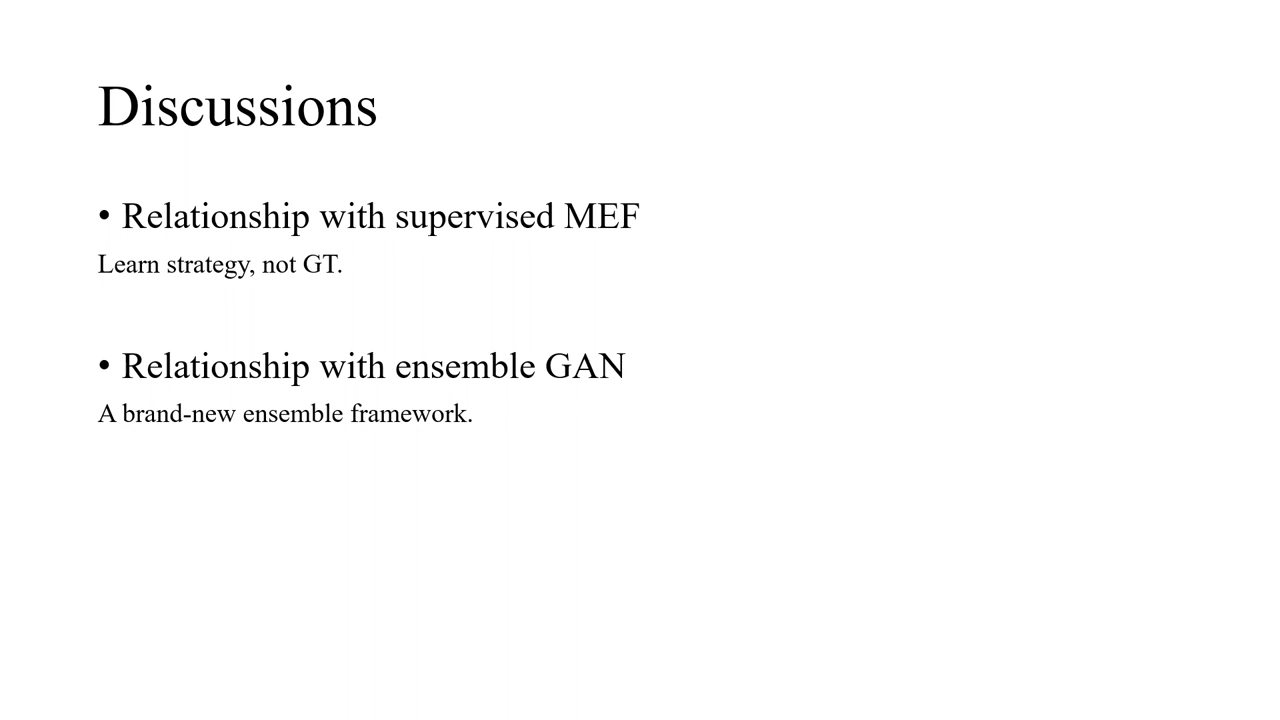 Discussions
• Relationship with supervised MEF
Learn strategy, not GT.
• Relationship with ensemble GAN
A brand-new ensemble framework.